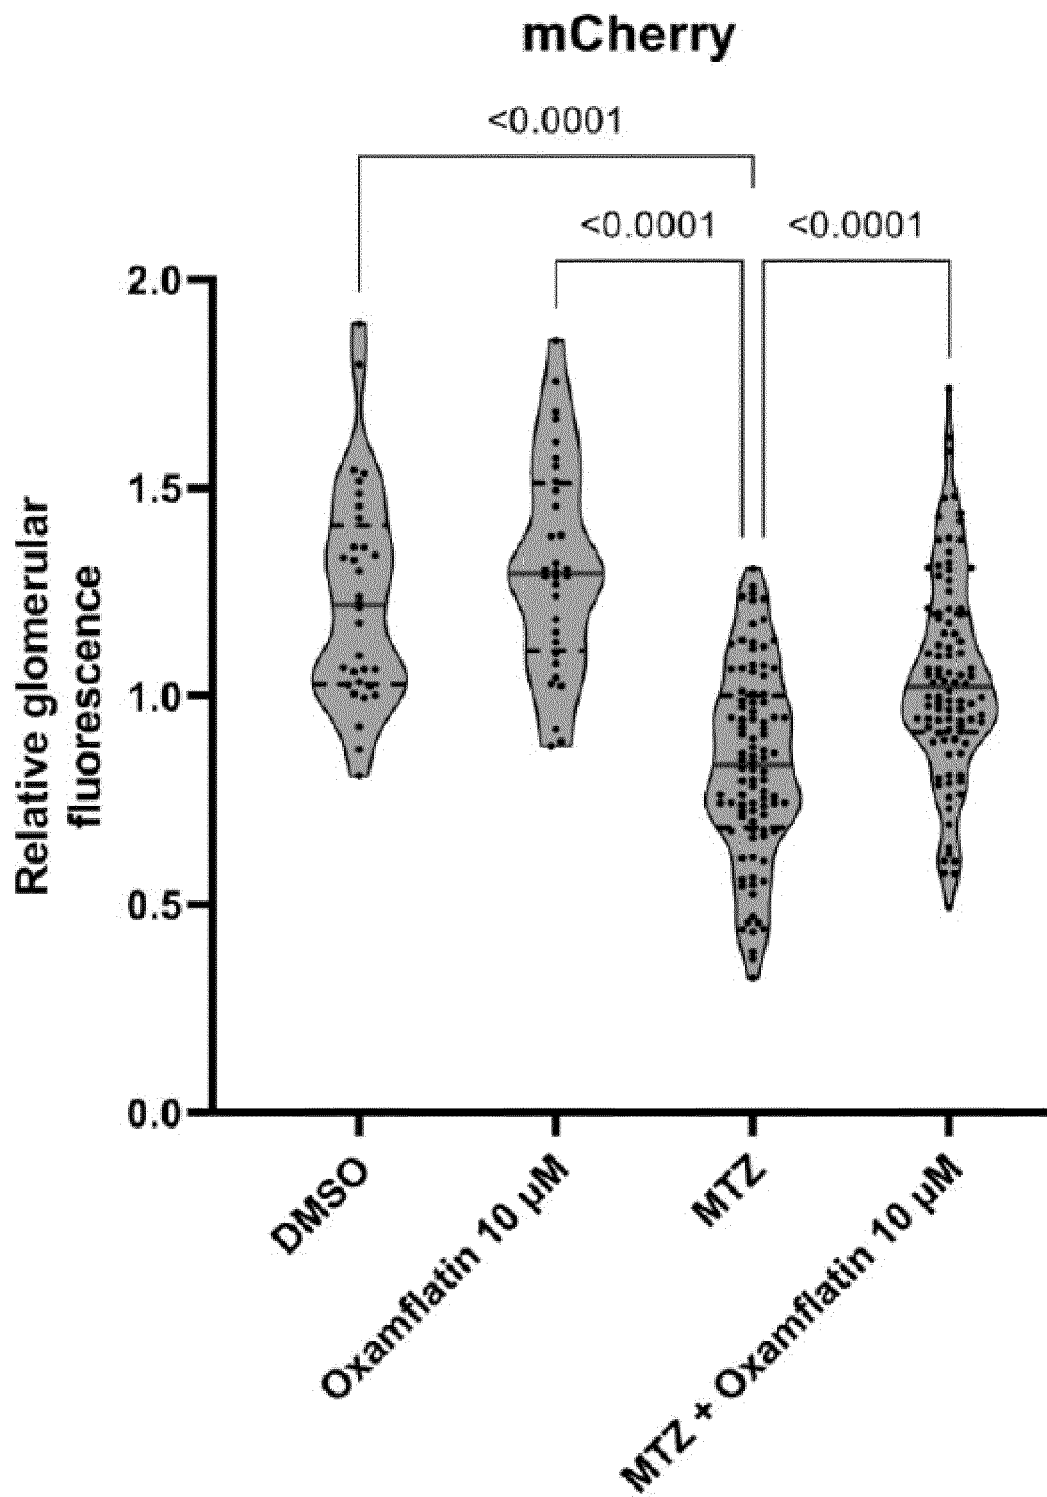 mCherry
<0.0001
<0.0001 <0.0001
2.0
1.5
1.0
0.5
0.0
Relative glomerular
fluorescence
DMSO
Oxamflatin 10 µM
MTZ
MTZ + Oxamflatin 10 µM